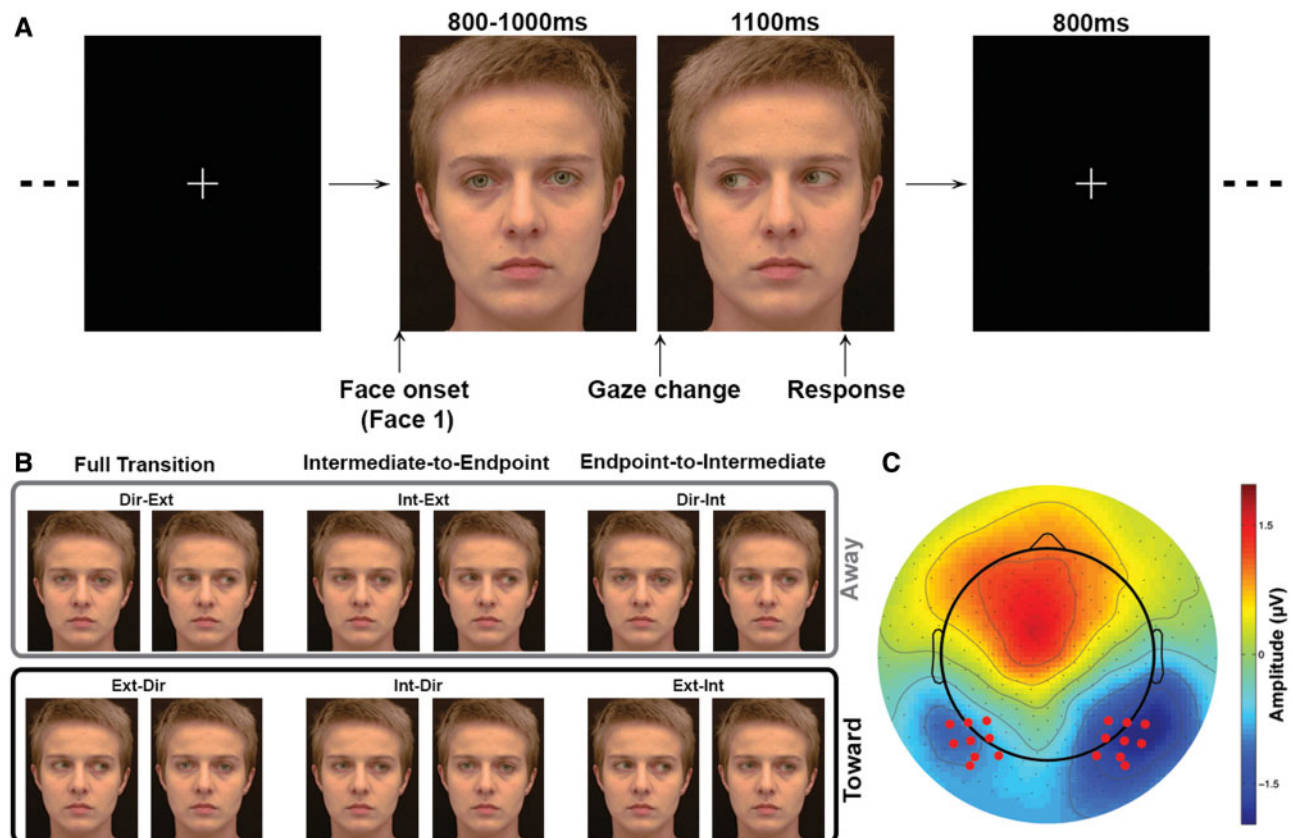 A
800-1000ms
1100ms
800ms
Face onset
(Face 1)
Gaze change
Response
B
Full Transition
Intermediate-to-Endpoint
Endpoint-to-Intermediate
Dir-Ext
Int-Ext
Dir-Int
Away
Ext-Dir
Int-Dir
Ext-Int
Toward
C
1.5
0
−1.5
Amplitude (µV)